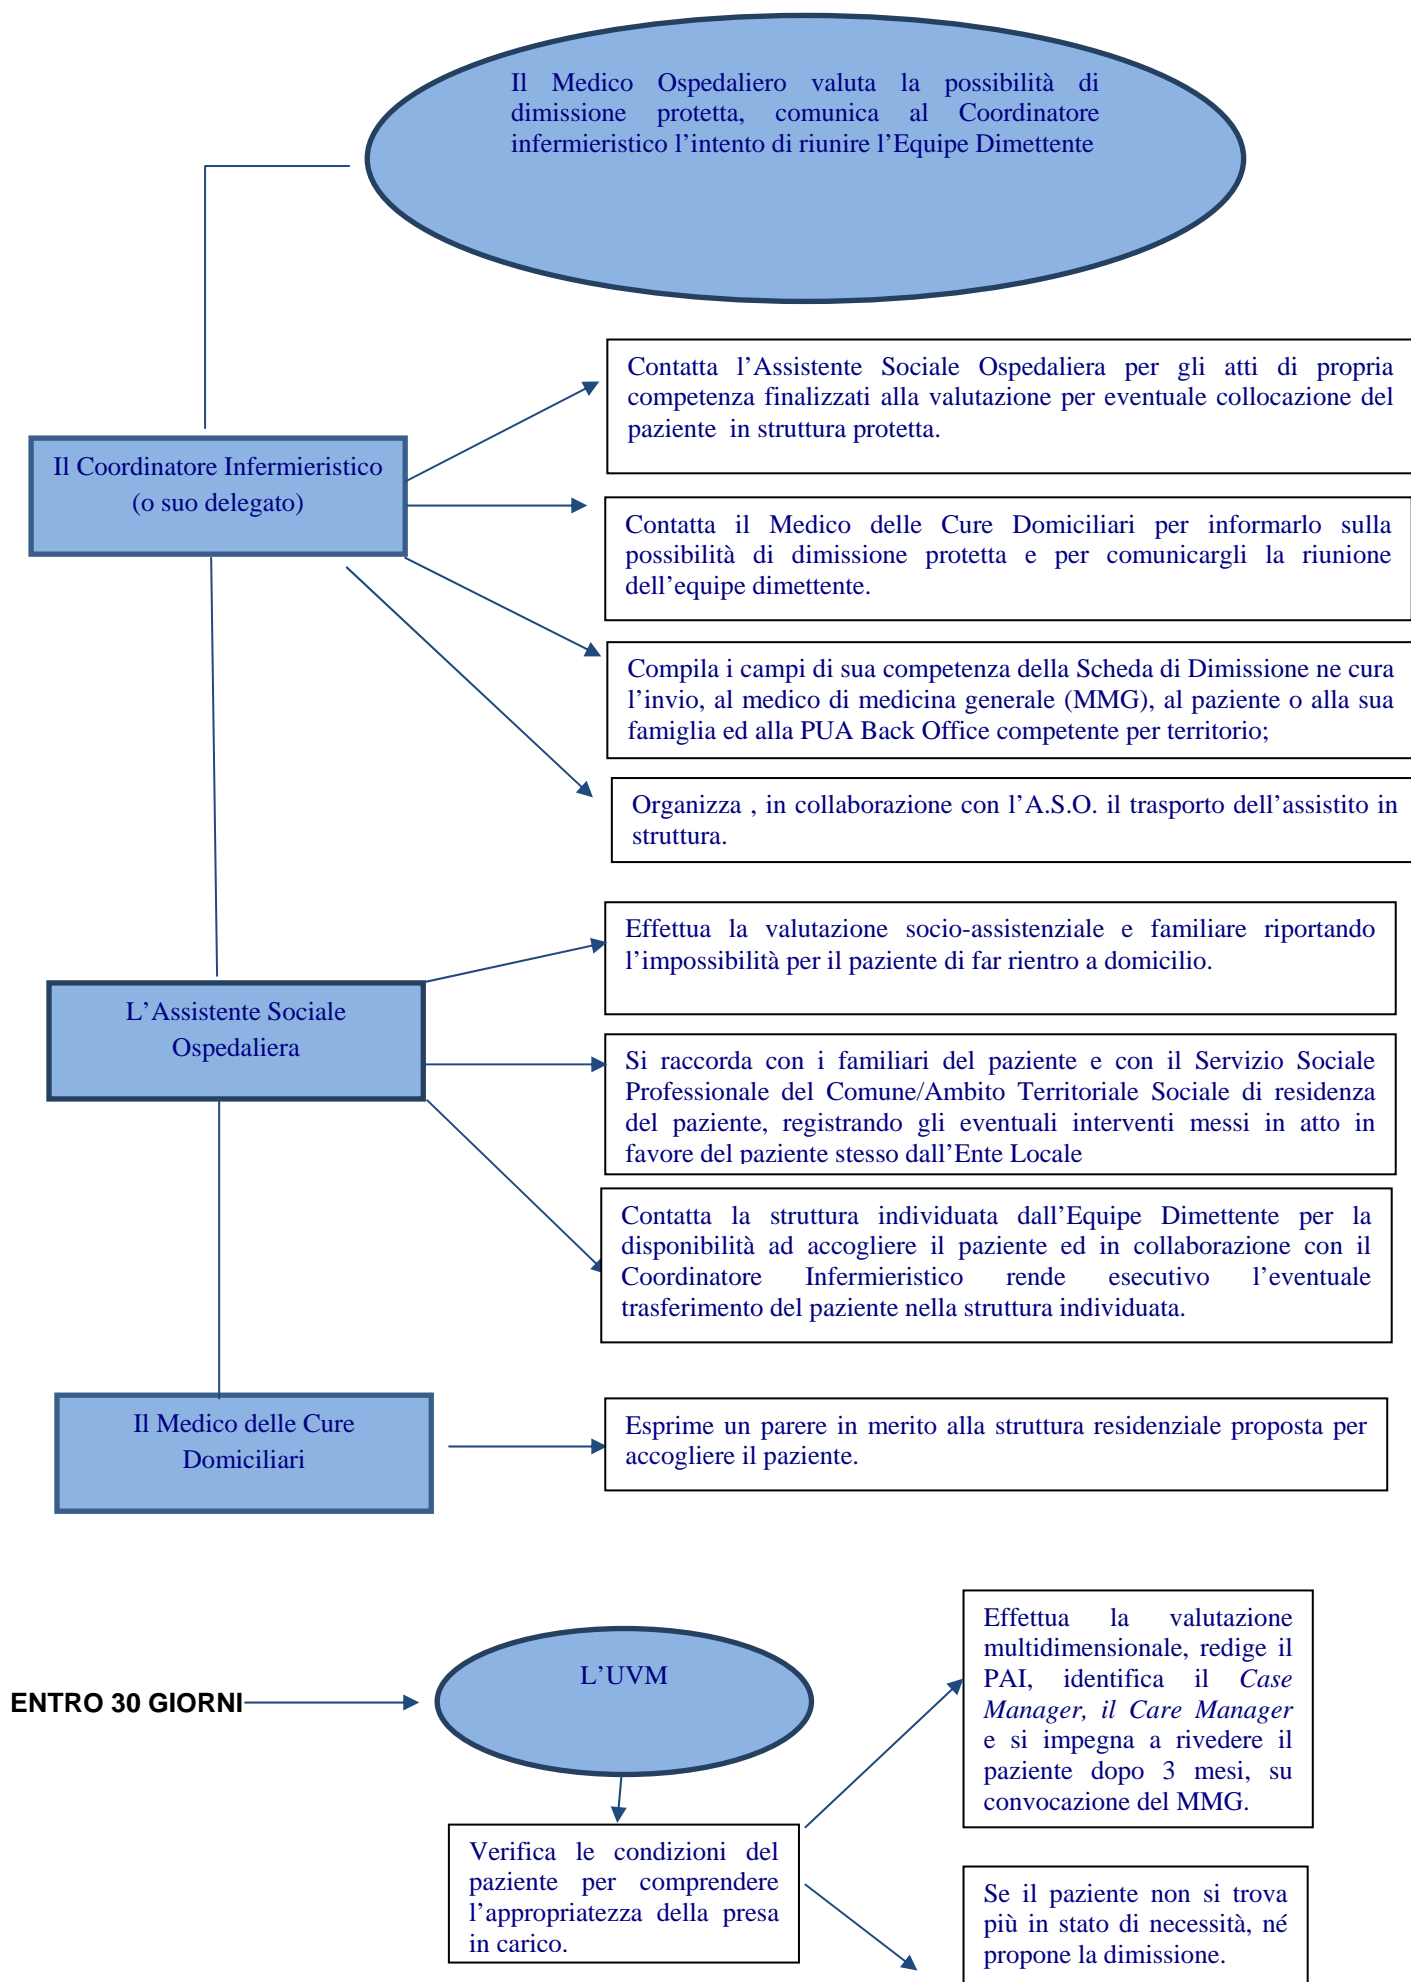 Il Medico Ospedaliero valuta la possibilità di
dimissione protetta, comunica al Coordinatore
infermieristico l’intento di riunire l’Equipe Dimettente
Contatta l’Assistente Sociale Ospedaliera per gli atti di propria
competenza finalizzati alla valutazione per eventuale collocazione del
paziente in struttura protetta.
Il Coordinatore Infermieristico
(o suo delegato)
Contatta il Medico delle Cure Domiciliari per informarlo sulla
possibilità di dimissione protetta e per comunicargli la riunione
dell’equipe dimettente.
Compila i campi di sua competenza della Scheda di Dimissione ne cura
l’invio, al medico di medicina generale (MMG), al paziente o alla sua
famiglia ed alla PUA Back Office competente per territorio;
Organizza , in collaborazione con l’A.S.O. il trasporto dell’assistito in
struttura.
Effettua la valutazione socio-assistenziale e familiare riportando
l’impossibilità per il paziente di far rientro a domicilio.
L’Assistente Sociale
Ospedaliera
Si raccorda con i familiari del paziente e con il Servizio Sociale
Professionale del Comune/Ambito Territoriale Sociale di residenza
del paziente, registrando gli eventuali interventi messi in atto in
favore del paziente stesso dall’Ente Locale
Contatta la struttura individuata dall’Equipe Dimettente per la
disponibilità ad accogliere il paziente ed in collaborazione con il
Coordinatore Infermieristico rende esecutivo l’eventuale
trasferimento del paziente nella struttura individuata.
Il Medico delle Cure
Domiciliari
Esprime un parere in merito alla struttura residenziale proposta per
accogliere il paziente.
ENTRO 30 GIORNI
L’UVM
Effettua la valutazione
multidimensionale, redige il
PAI, identifica il Case
Manager, il Care Manager
e si impegna a rivedere il
paziente dopo 3 mesi, su
convocazione del MMG.
Verifica le condizioni del
paziente per comprendere
l’appropriatezza della presa
in carico.
Se il paziente non si trova
più in stato di necessità, né
propone la dimissione.